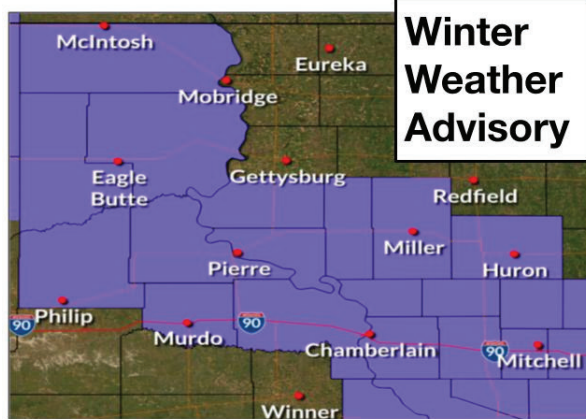 Winter
Weather
Advisory
McIntosh
Eureka
Mobridge
Eagle
Butte
Gettysburg
Redfield
Miller
Pierre
Huron
Philip
90
Murdo
90
Chamberlain
90
Mitchell
Winner